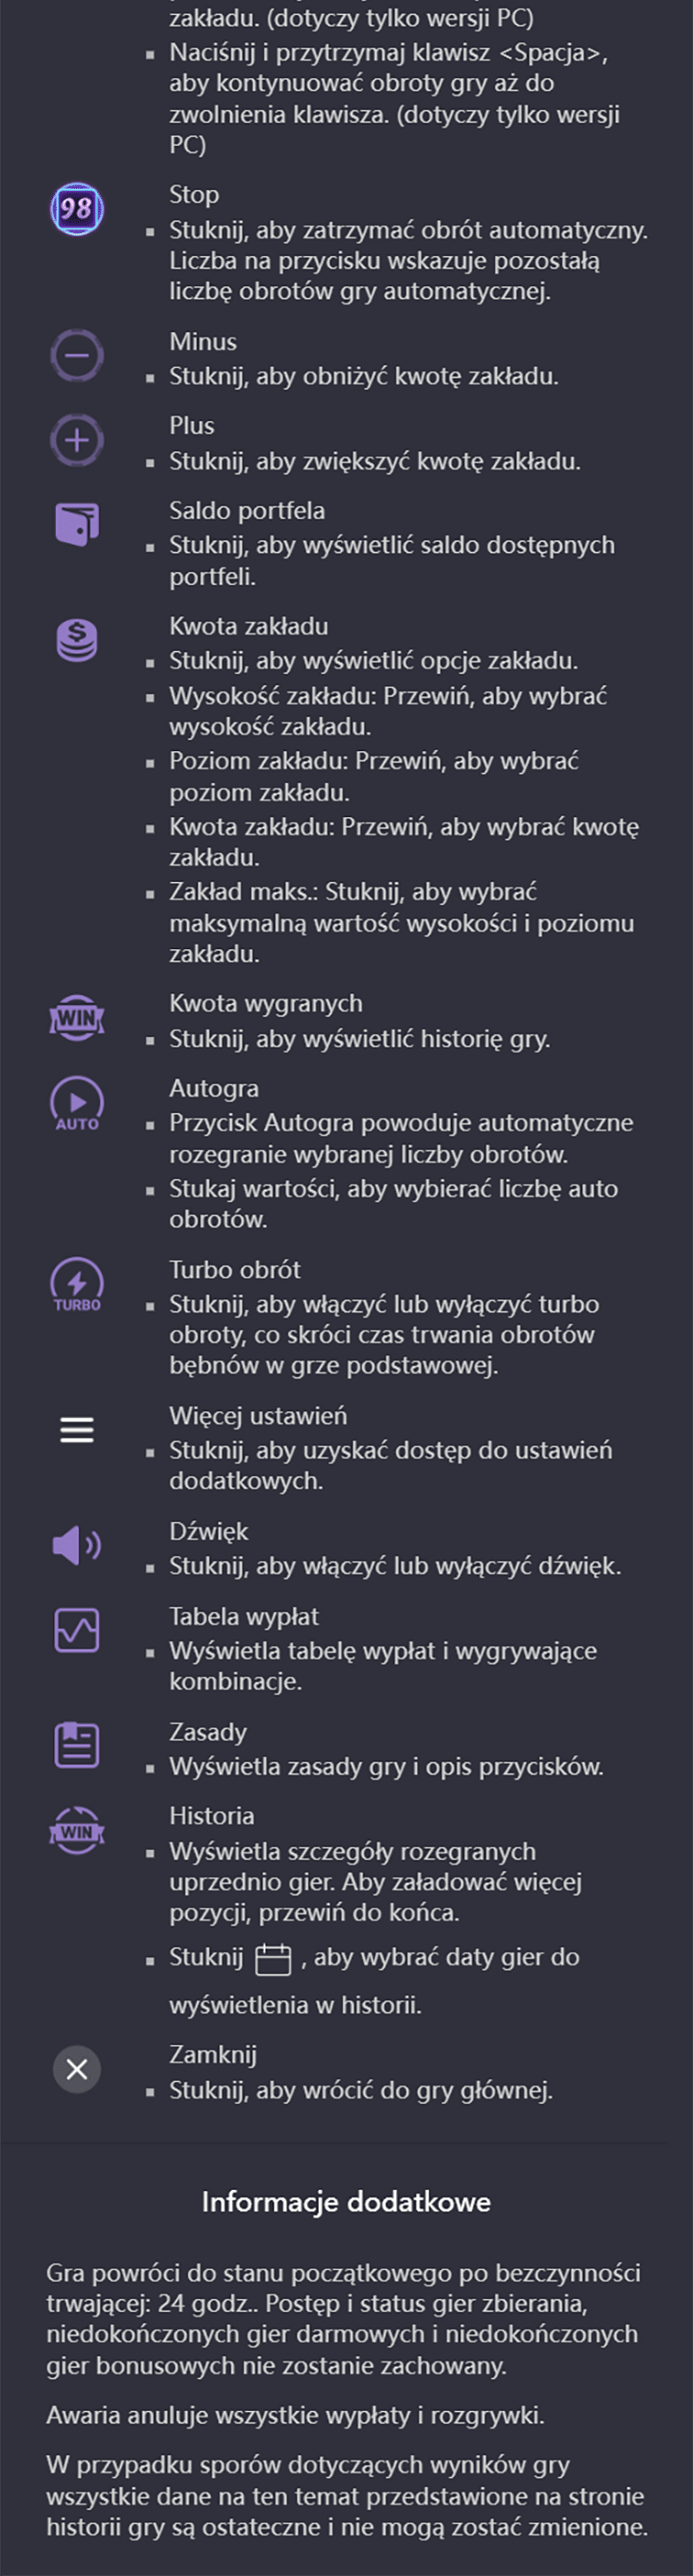 zakładu. (dotyczy tylko wersji PC)
▪ Naciśnij i przytrzymaj klawisz <Spacja>,
aby kontynuować obroty gry aż do
zwolnienia klawisza. (dotyczy tylko wersji
PC)
98
Stop
▪ Stuknij, aby zatrzymać obrót automatyczny.
Liczba na przycisku wskazuje pozostałą
liczbę obrotów gry automatycznej.
Minus
▪ Stuknij, aby obniżyć kwotę zakładu.
Plus
▪ Stuknij, aby zwiększyć kwotę zakładu.
Saldo portfela
▪ Stuknij, aby wyświetlić saldo dostępnych
portfeli.
$
Kwota zakładu
▪ Stuknij, aby wyświetlić opcje zakładu.
▪ Wysokość zakładu: Przewiń, aby wybrać
wysokość zakładu.
▪ Poziom zakładu: Przewiń, aby wybrać
poziom zakładu.
▪ Kwota zakładu: Przewiń, aby wybrać kwotę
zakładu.
▪ Zakład maks.: Stuknij, aby wybrać
maksymalną wartość wysokości i poziomu
zakładu.
WIN
Kwota wygranych
▪ Stuknij, aby wyświetlić historię gry.
AUTO
Autogra
▪ Przycisk Autogra powoduje automatyczne
rozegranie wybranej liczby obrotów.
▪ Stukaj wartości, aby wybierać liczbę auto
obrotów.
TURBO
Turbo obrót
▪ Stuknij, aby włączyć lub wyłączyć turbo
obroty, co skróci czas trwania obrotów
bębnów w grze podstawowej.
Więcej ustawień
▪ Stuknij, aby uzyskać dostęp do ustawień
dodatkowych.
Dźwięk
▪ Stuknij, aby włączyć lub wyłączyć dźwięk.
Tabela wypłat
▪ Wyświetla tabelę wypłat i wygrywające
kombinacje.
Zasady
▪ Wyświetla zasady gry i opis przycisków.
WIN
Historia
▪ Wyświetla szczegóły rozegranych
uprzednio gier. Aby załadować więcej
pozycji, przewiń do końca.
▪ Stuknij , aby wybrać daty gier do
wyświetlenia w historii.
Zamknij
▪ Stuknij, aby wrócić do gry głównej.
Informacje dodatkowe
Gra powróci do stanu początkowego po bezczynności
trwającej: 24 godz.. Postęp i status gier zbierania,
niedokończonych gier darmowych i niedokończonych
gier bonusowych nie zostanie zachowany.
Awaria anuluje wszystkie wypłaty i rozgrywki.
W przypadku sporów dotyczących wyników gry
wszystkie dane na ten temat przedstawione na stronie
historii gry są ostateczne i nie mogą zostać zmienione.